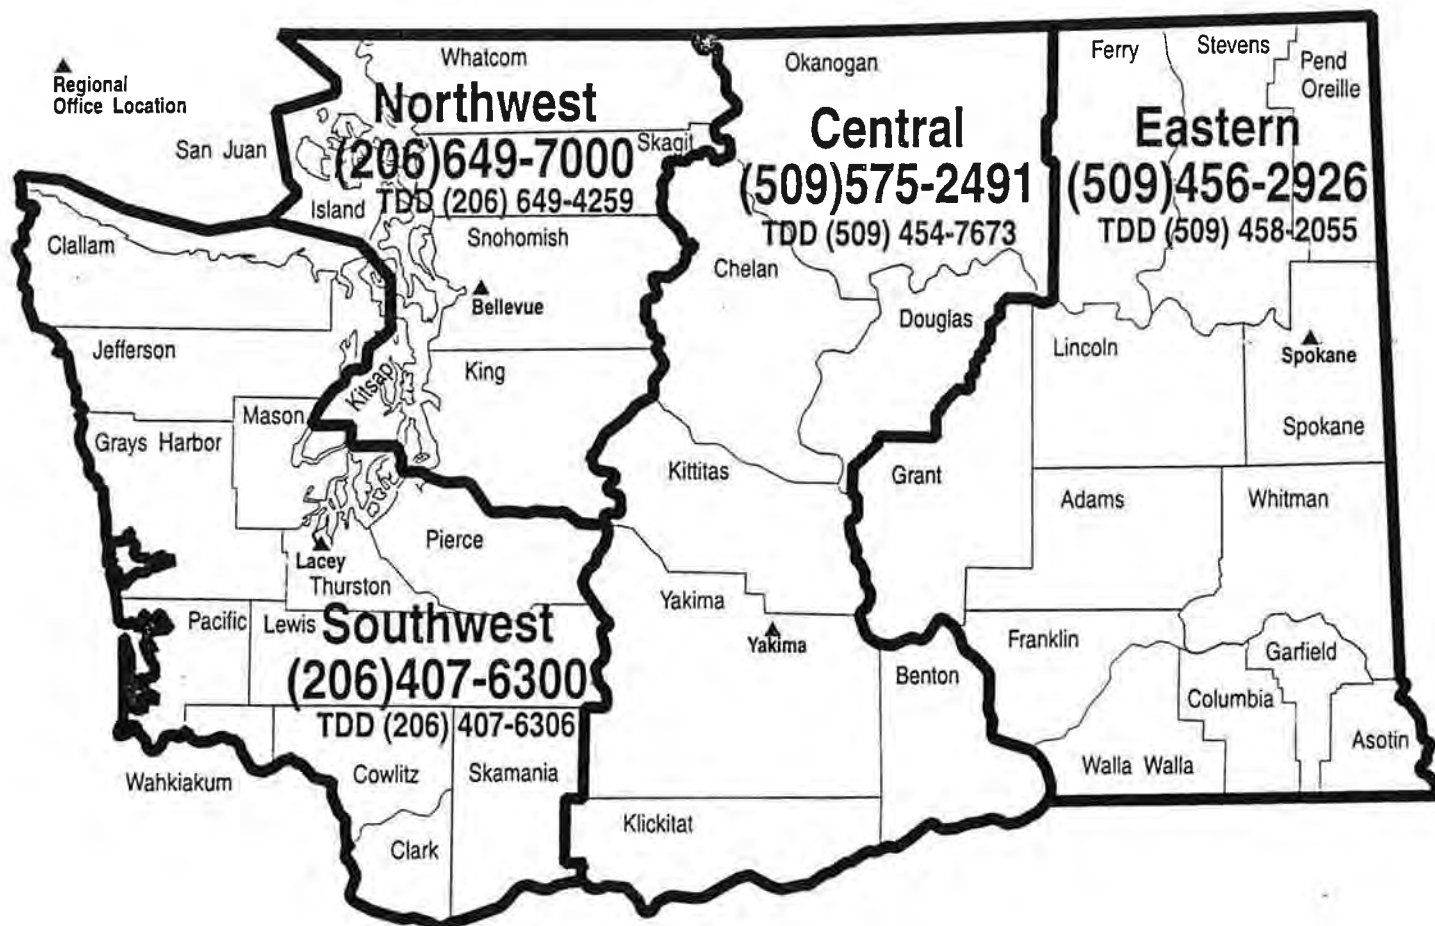 Regional
Office Location
San Juan
Whatcom
Northwest
(206)649-7000
TDD (206) 649-4259
Skagit
Island
Snohomish
Bellevue
King
Kitsap
Okanogan
Central
(509)575-2491
TDD (509) 454-7673
Chelan
Douglas
Kittitas
Yakima
Yakima
Benton
Klickitat
Ferry
Stevens
Pend
Oreille
Eastern
(509)456-2926
TDD (509) 458-2055
Lincoln
Spokane
Spokane
Grant
Adams
Whitman
Franklin
Garfield
Columbia
Walla Walla
Asotin
Clallam
Jefferson
Mason
Grays Harbor
Pierce
Lacey
Thurston
Pacific
Lewis
Southwest
(206)407-6300
TDD (206) 407-6306
Wahkiakum
Cowlitz
Skamania
Clark